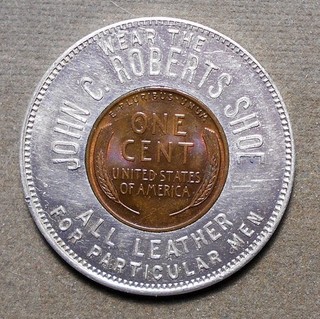 WEAR THE
JOHN C. ROBERTS SHOE
E·PLURIBUS·UNUM
ONE
CENT
UNITED STATES
OF AMERICA
ALL LEATHER
FOR PARTICULAR MEN